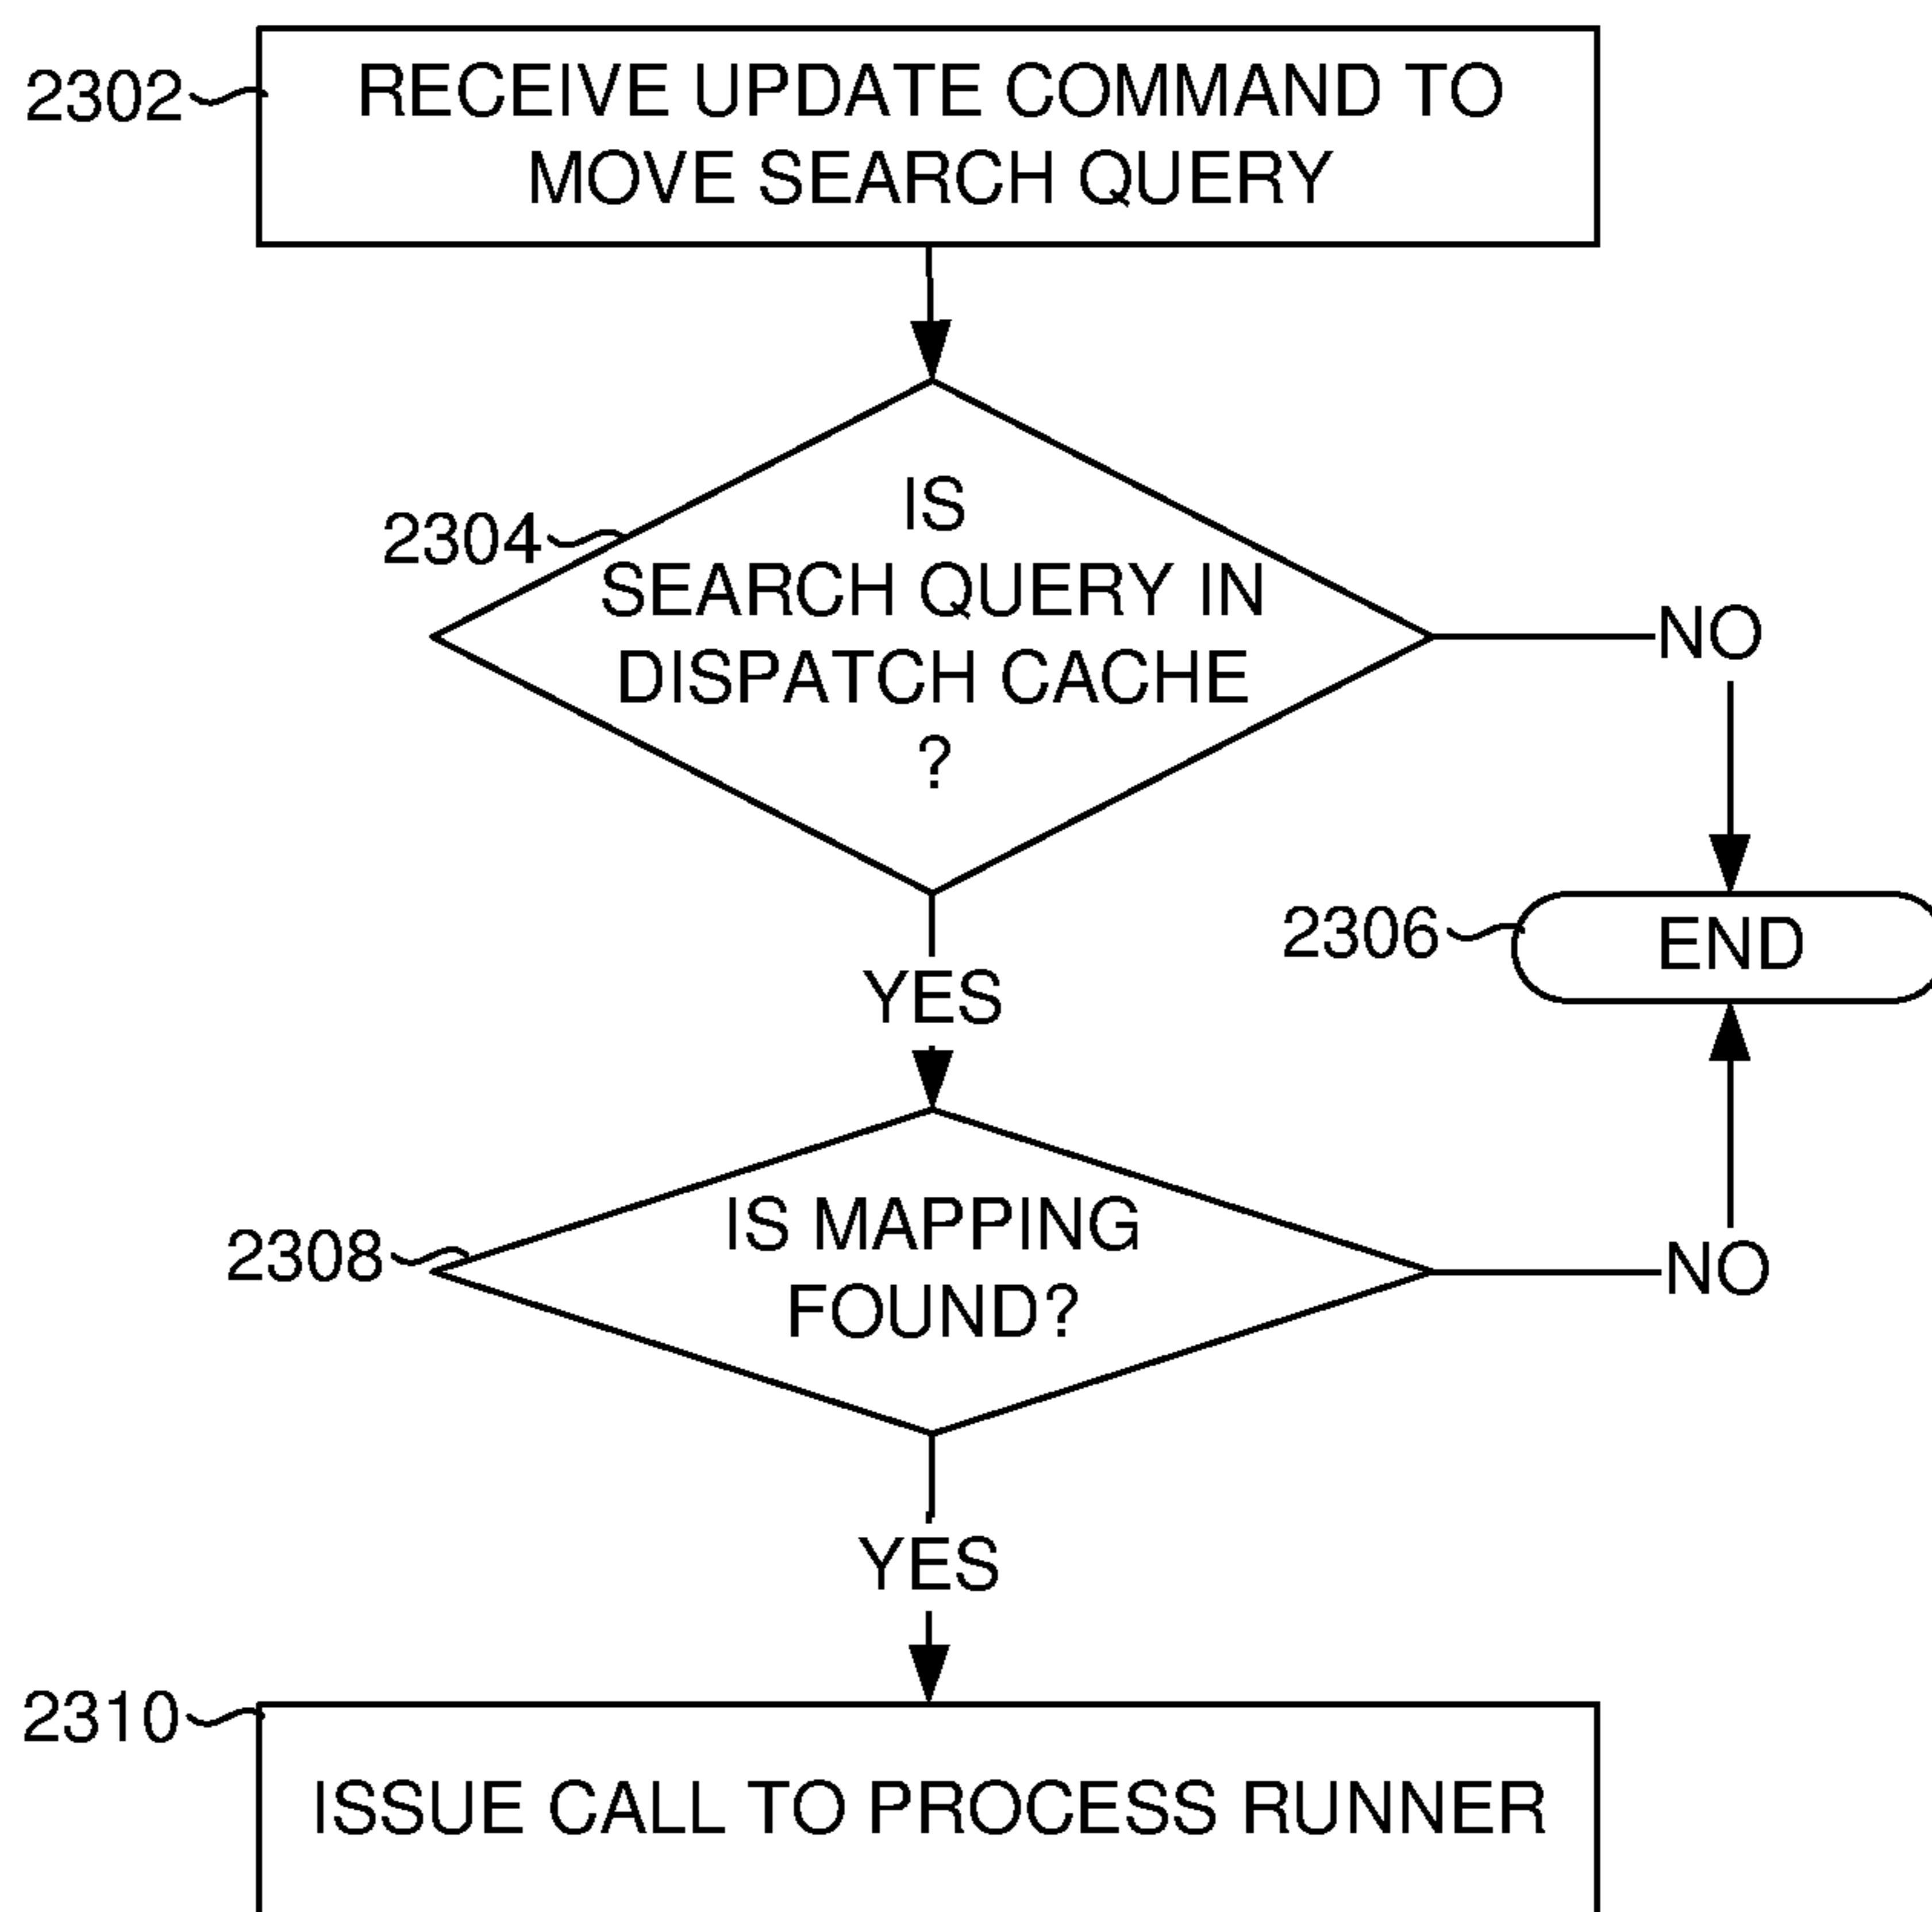 2302
RECEIVE UPDATE COMMAND TO
MOVE SEARCH QUERY
2304
IS
SEARCH QUERY IN
DISPATCH CACHE
?
NO
2306
END
YES
2308
IS MAPPING
FOUND?
NO
YES
2310
ISSUE CALL TO PROCESS RUNNER